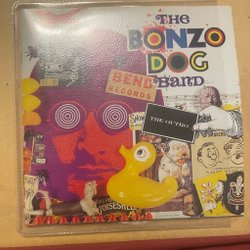 THE
BONZO
DOG
BAND
BEND
RECORDS
THE OUTRO